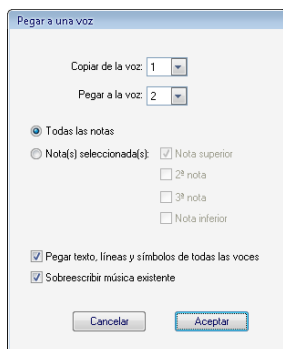 Pegar a una voz
Copiar de la voz: 1
Pegar a la voz: 2
Todas las notas
Nota(s) seleccionada(s): Nota superior
2ª nota
3ª nota
Nota inferior
Pegar texto, líneas y símbolos de todas las voces
Sobreescribir música existente
Cancelar Aceptar